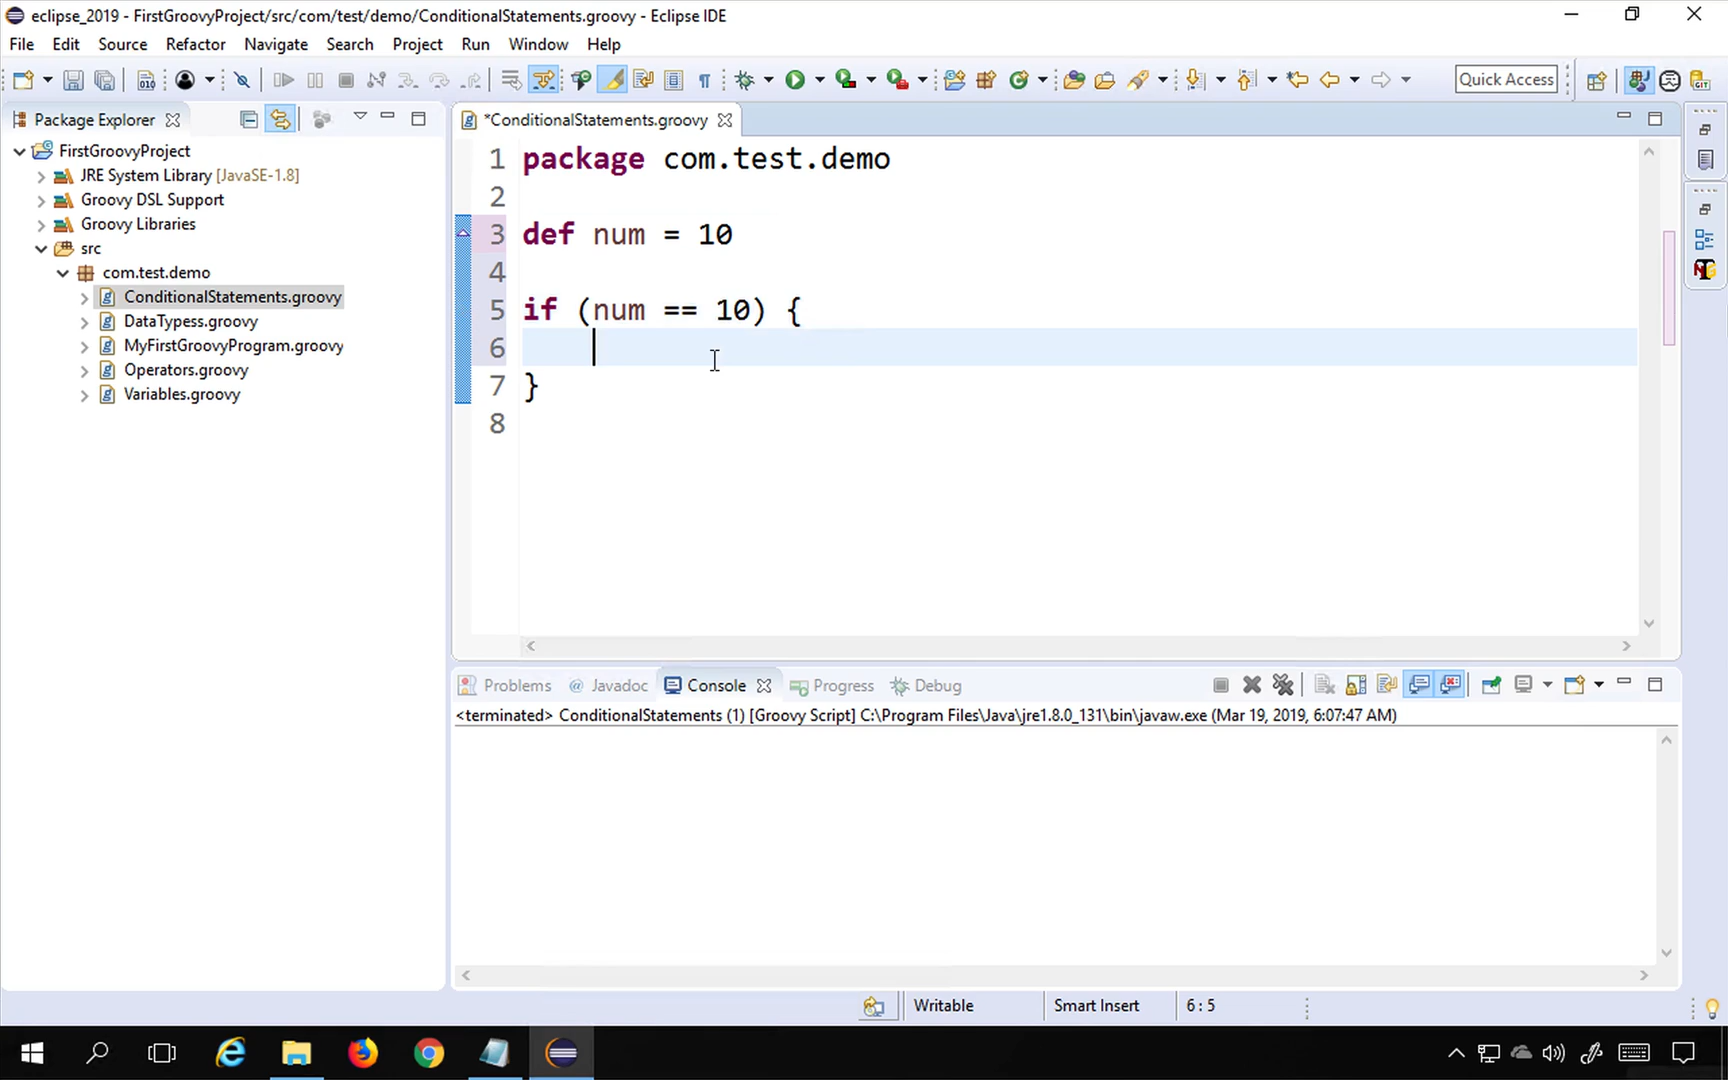 eclipse_2019 - FirstGroovyProject/src/com/test/demo/ConditionalStatements.groovy - Eclipse IDE
File Edit Source Refactor Navigate Search Project Run Window Help
Quick Access
Package Explorer
*ConditionalStatements.groovy
FirstGroovyProject
JRE System Library [JavaSE-1.8]
Groovy DSL Support
Groovy Libraries
src
com.test.demo
ConditionalStatements.groovy
DataTypess.groovy
MyFirstGroovyProgram.groovy
Operators.groovy
Variables.groovy
1 package com.test.demo
2
3 def num = 10
4
5 if (num == 10) {
6
7 }
8
Problems @ Javadoc Console Progress Debug
<terminated> ConditionalStatements (1) [Groovy Script] C:\Program Files\Java\jre1.8.0_131\bin\javaw.exe (Mar 19, 2019, 6:07:47 AM)
Writable Smart Insert 6 : 5